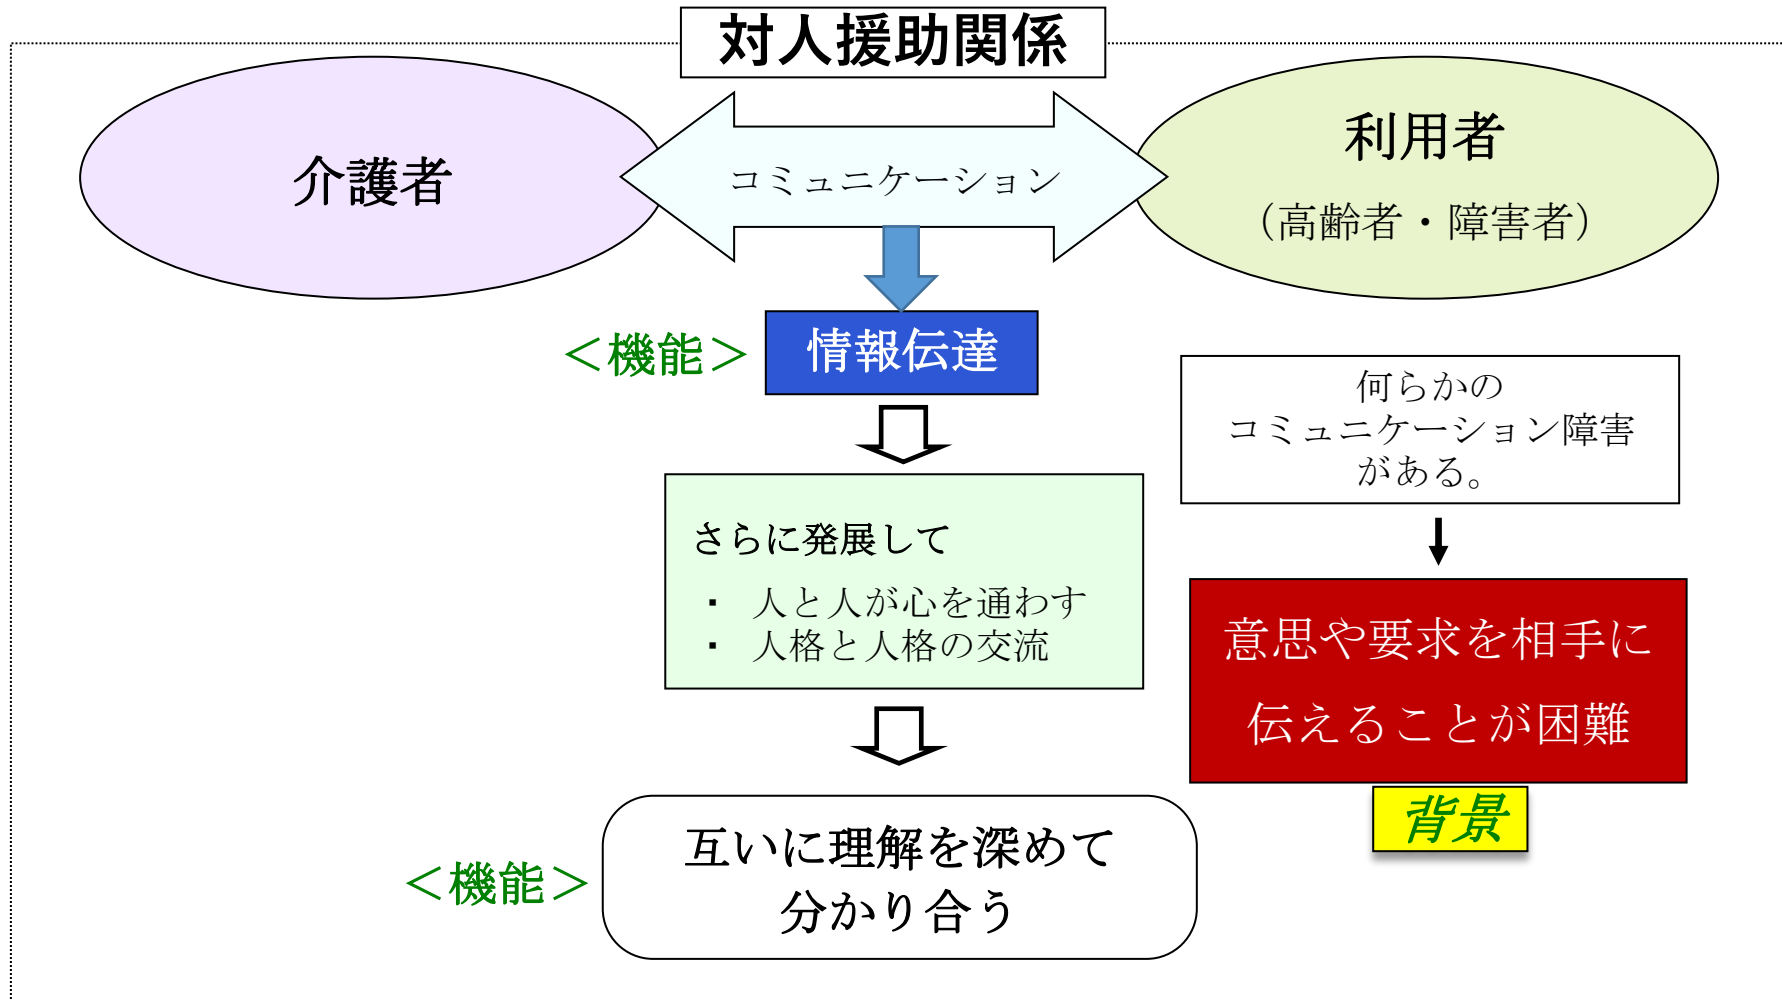 対人援助関係
介護者
コミュニケーション
利用者
（高齢者・障害者）
＜機能＞
情報伝達
何らかの
コミュニケーション障害
がある。
さらに発展して
▪ 人と人が心を通わす
▪ 人格と人格の交流
意思や要求を相手に
伝えることが困難
背景
＜機能＞
互いに理解を深めて
分かり合う